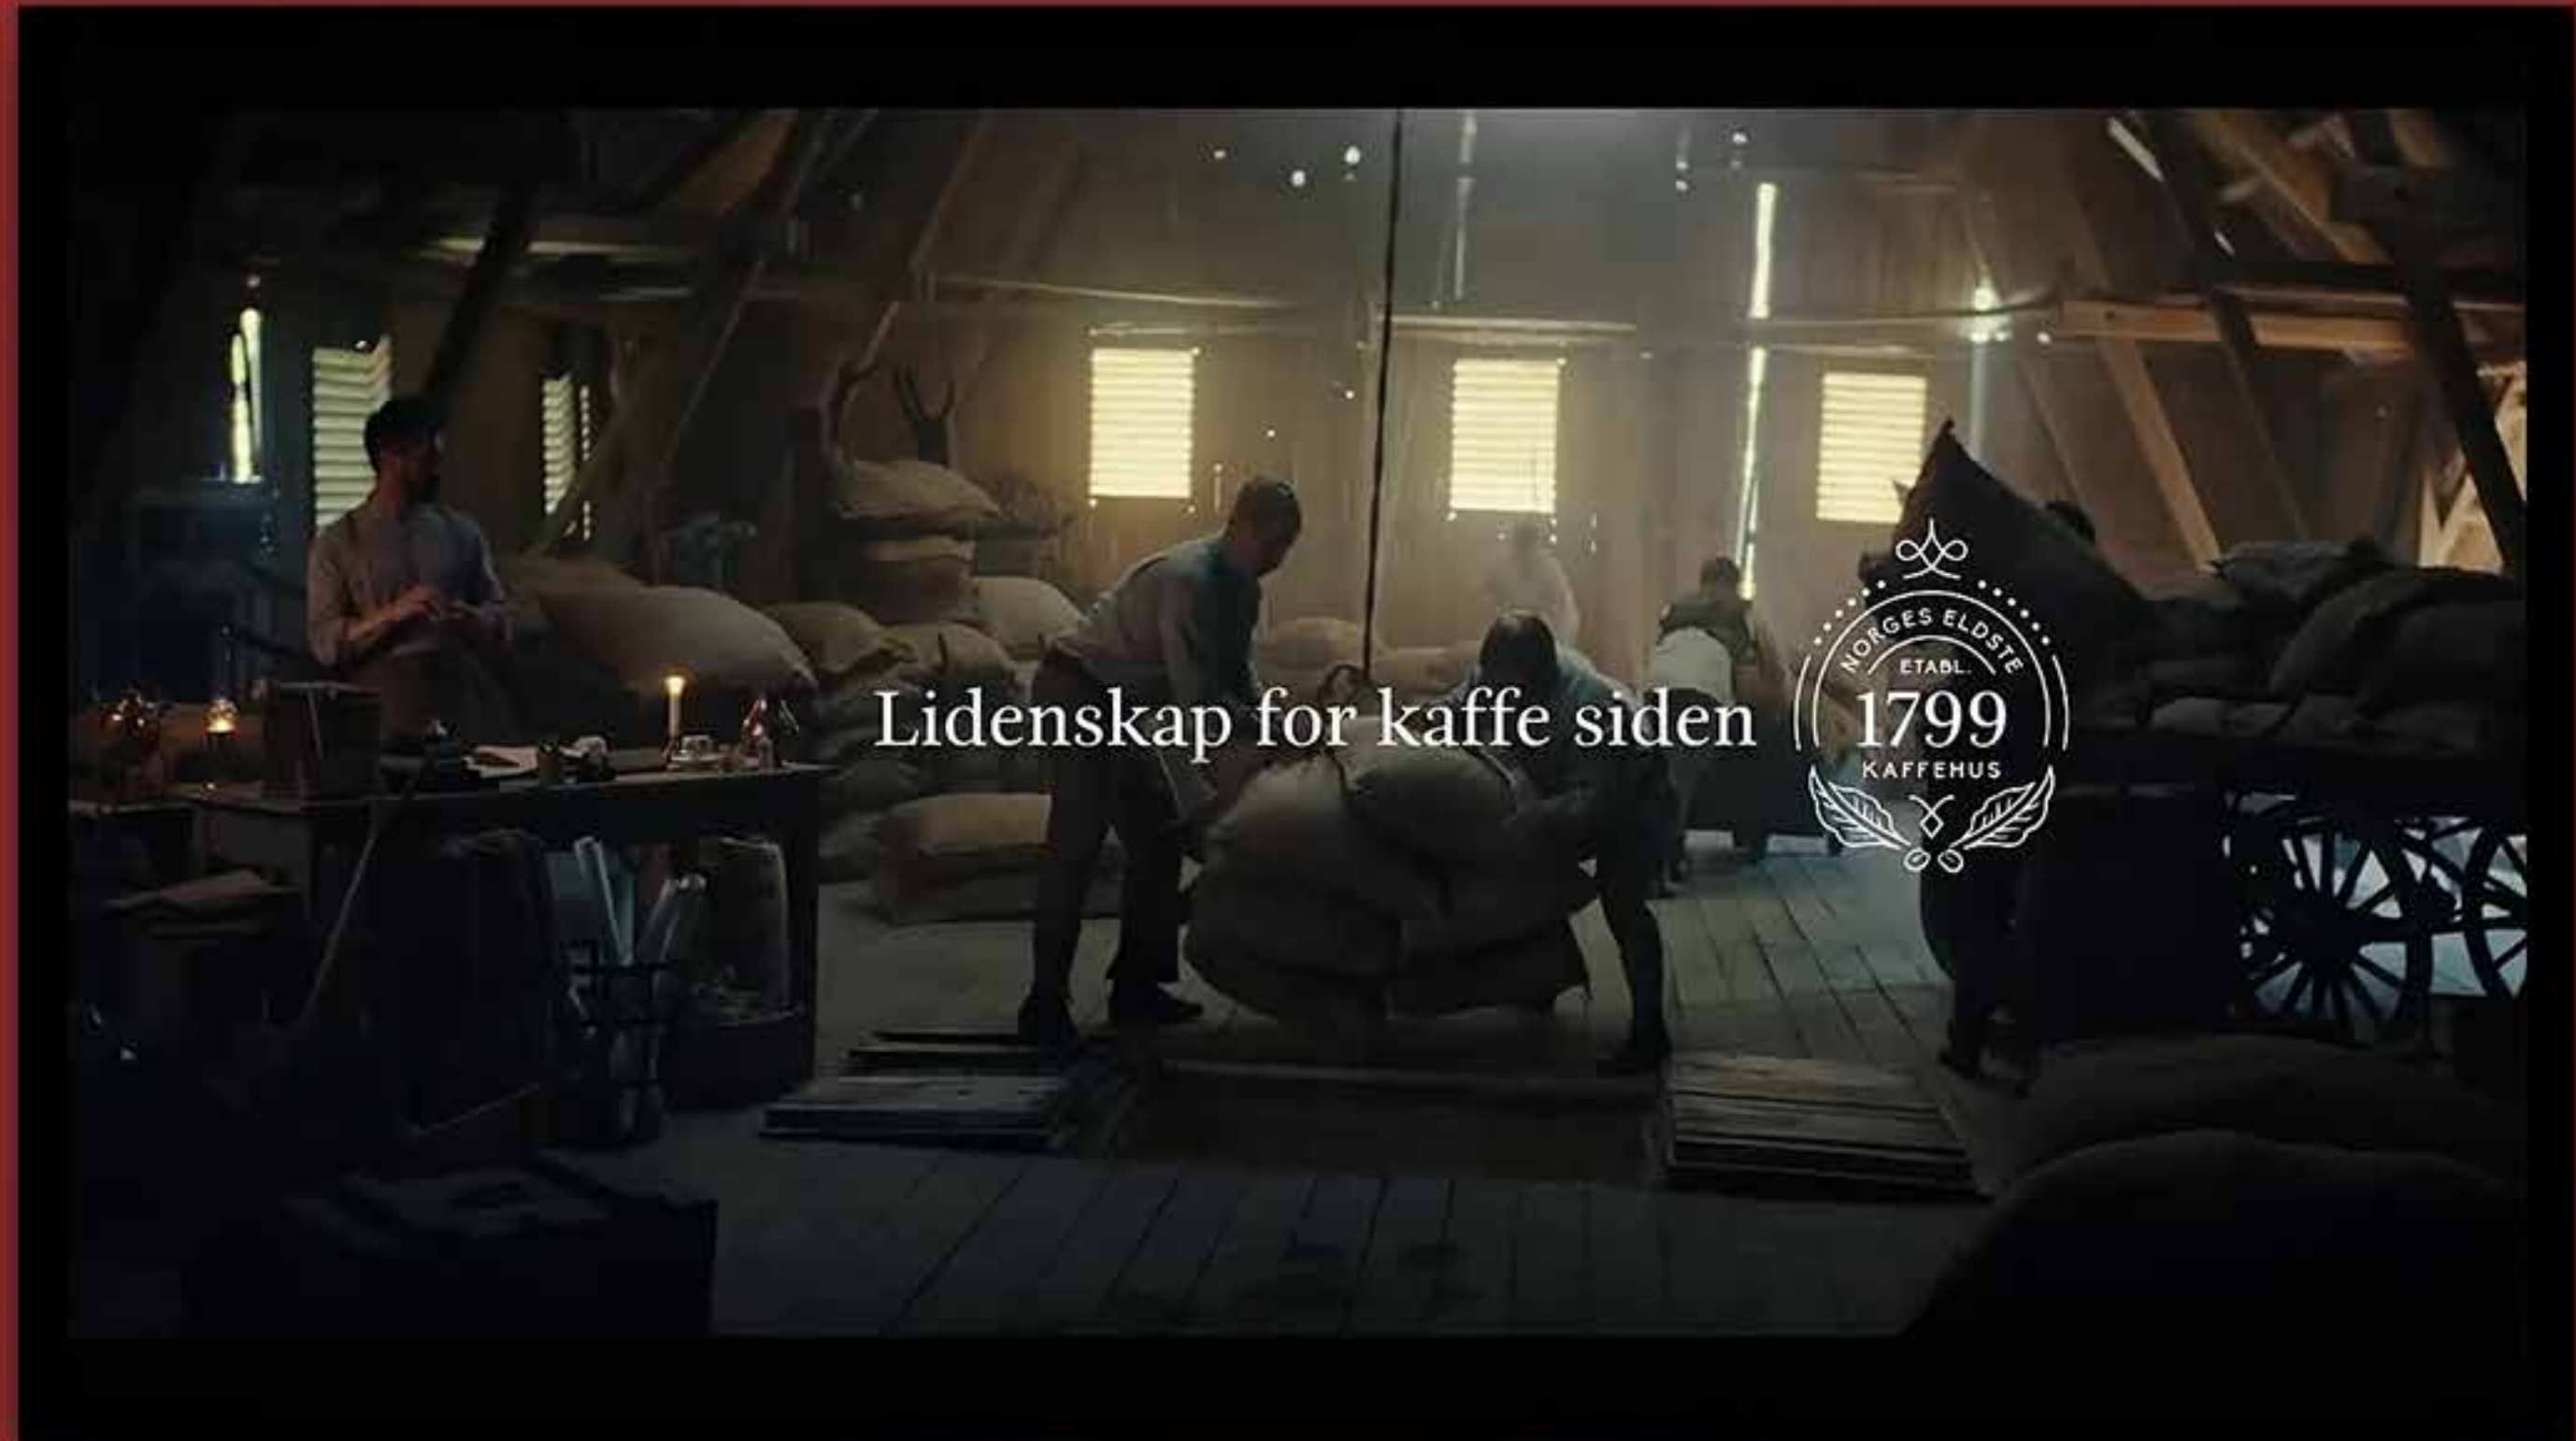 Lidenskap for kaffe siden
NORGES ELDSTE
ETABL.
1799
KAFFEHUS